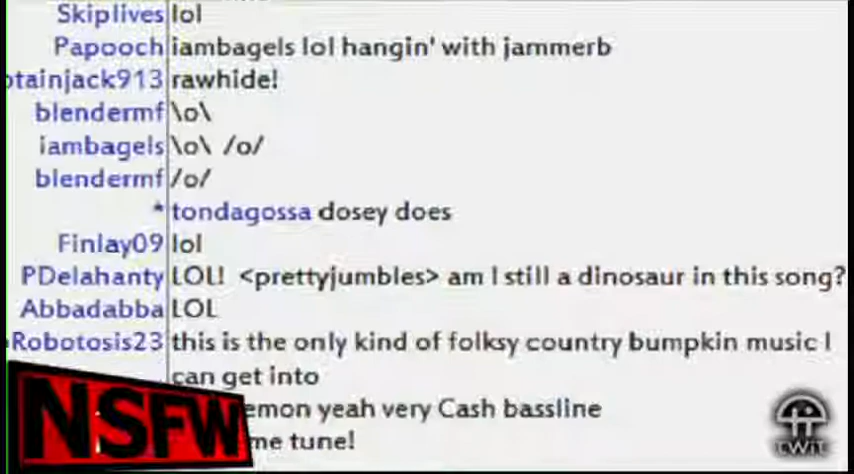 Skiplives lol
Papooch iambagels lol hangin' with jammerb
otainjack913 rawhide!
blendermf \o\
iambagels \o\ /o/
blendermf /o/
* tondagossa dosey does
Finlay09 lol
PDelahanty LOL! <prettyjumbles> am I still a dinosaur in this song?
Abbadabba LOL
Robotosis23 this is the only kind of folksy country bumpkin music I
can get into
emon yeah very Cash bassline
me tune!
NSFW
TWiT